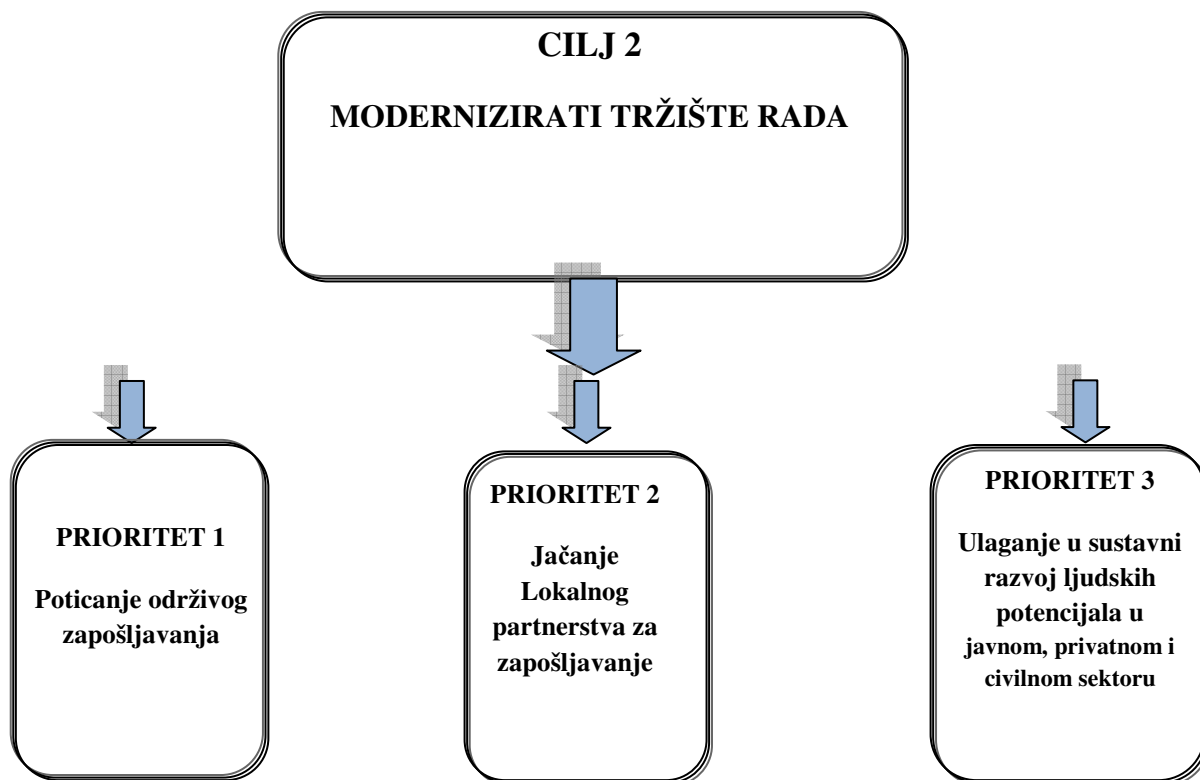 CILJ 2
MODERNIZIRATI TRŽIŠTE RADA
PRIORITET 1
Poticanje održivog
zapošljavanja
PRIORITET 2
Jačanje
Lokalnog
partnerstva za
zapošljavanje
PRIORITET 3
Ulaganje u sustavni
razvoj ljudskih
potencijala u
javnom, privatnom i
civilnom sektoru